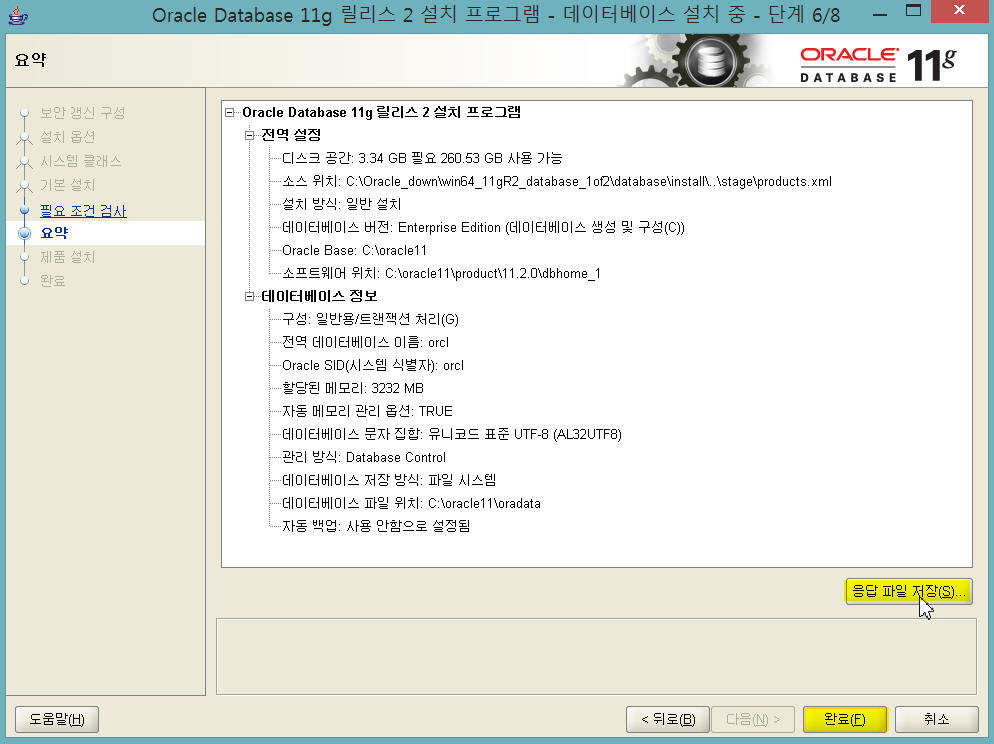 Oracle Database 11g 릴리스 2 설치 프로그램 - 데이터베이스 설치 중 - 단계 6/8
요약
ORACLE
DATABASE
11g
보안 갱신 구성
설치 옵션
시스템 클래스
기본 설치
필요 조건 검사
요약
제품 설치
완료
Oracle Database 11g 릴리스 2 설치 프로그램
전역 설정
디스크 공간: 3.34 GB 필요 260.53 GB 사용 가능
소스 위치: C:\Oracle_down\win64_11gR2_database_1of2\database\install\..\stage\products.xml
설치 방식: 일반 설치
데이터베이스 버전: Enterprise Edition (데이터베이스 생성 및 구성(C))
Oracle Base: C:\oracle11
소프트웨어 위치: C:\oracle11\product\11.2.0\dbhome_1
데이터베이스 정보
구성: 일반용/트랜잭션 처리(G)
전역 데이터베이스 이름: orcl
Oracle SID(시스템 식별자): orcl
할당된 메모리: 3232 MB
자동 메모리 관리 옵션: TRUE
데이터베이스 문자 집합: 유니코드 표준 UTF-8 (AL32UTF8)
관리 방식: Database Control
데이터베이스 저장 방식: 파일 시스템
데이터베이스 파일 위치: C:\oracle11\oradata
자동 백업: 사용 안함으로 설정됨
응답 파일 저장(S)...
도움말(H)
< 뒤로(B)
다음(N) >
완료(F)
취소